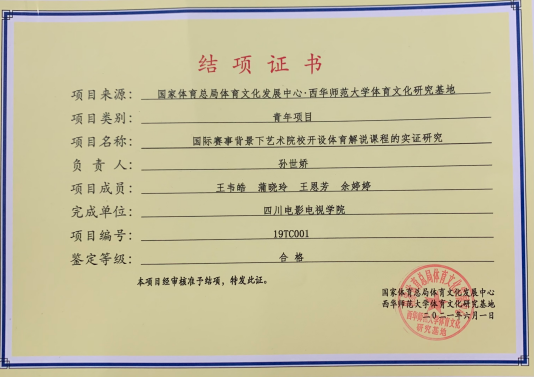 结项证书
项目来源：国家体育总局体育文化发展中心·西华师范大学体育文化研究基地
项目类别：青年项目
项目名称：国际赛事背景下艺术院校开设体育解说课程的实证研究
负责人：孙世娇
项目成员：王韦皓 蒲晓玲 王恩芳 余婷婷
完成单位：四川电影电视学院
项目编号：19TC001
鉴定等级：合格
本项目经审核准予结项，特发此证。
国家体育总局体育文化发展中心
西华师范大学体育文化研究基地
二〇二一年六月一日